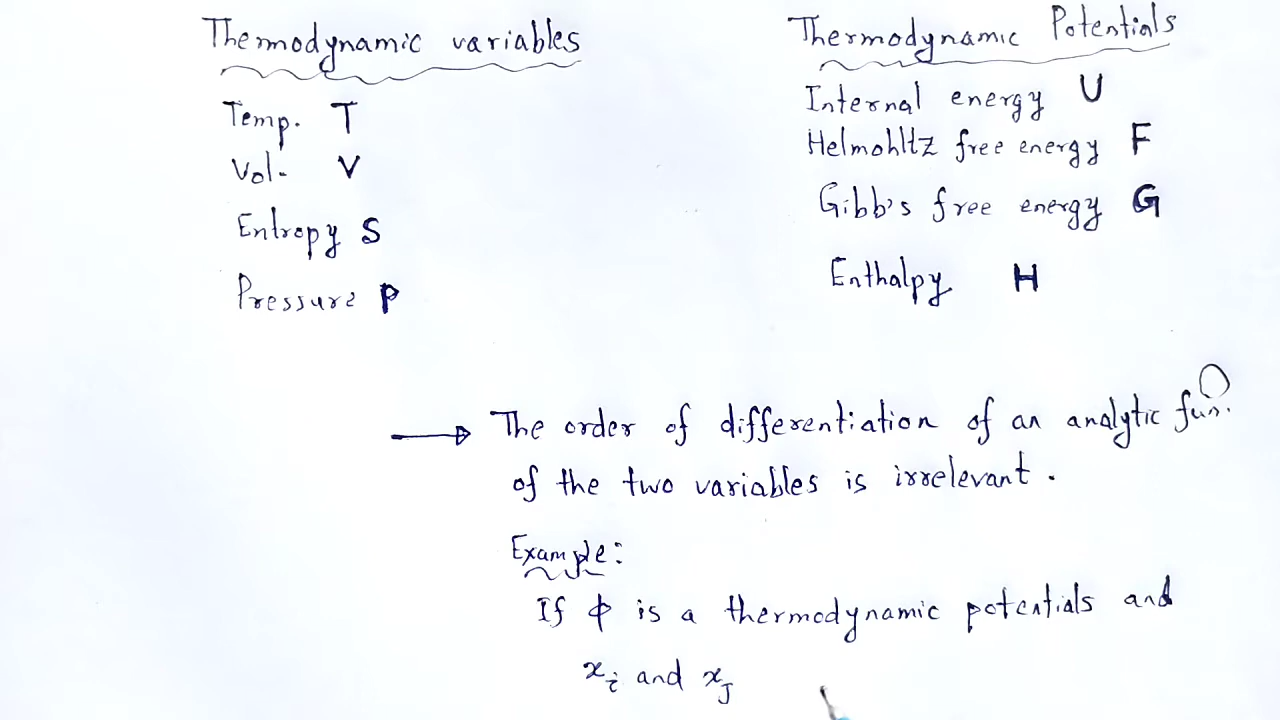 Thermodynamic variables
Temp. T
Vol. V
Entropy S
Pressure P
Thermodynamic Potentials
Internal energy U
Helmohltz free energy F
Gibb's free energy G
Enthalpy H
→ The order of differentiation of an analytic fun.
of the two variables is irrelevant.
Example:
If ϕ is a thermodynamic potentials and
xᵢ and xⱼ